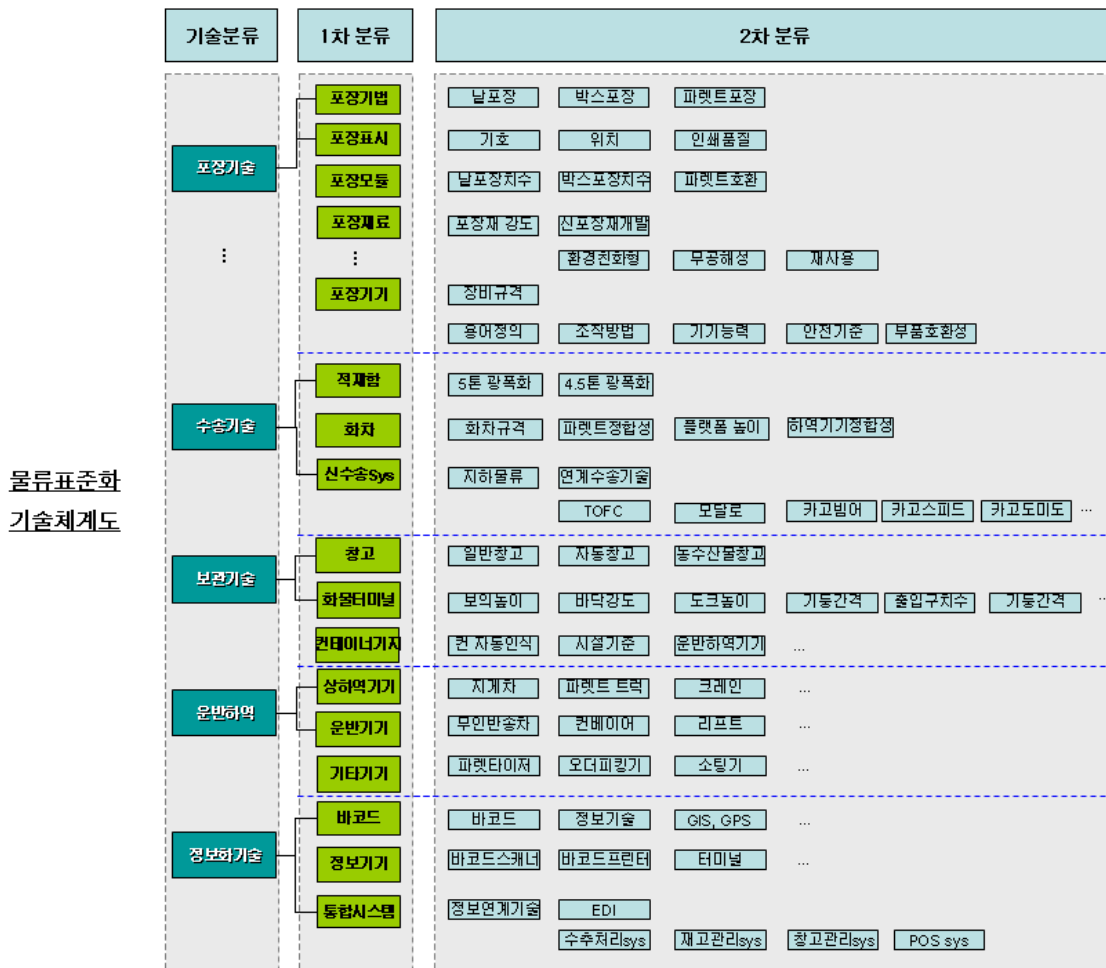 기술분류 1차 분류 2차 분류
포장기법 낱포장 박스포장 파렛트포장
포장표시 기호 위치 인쇄품질
포장기술
포장모듈 낱포장치수 박스포장치수 파렛트호환
포장재료 포장재 강도 신포장재개발
⋮ ⋮ 환경친화형 무공해성 재사용
포장기기 장비규격
용어정의 조작방법 기기능력 안전기준 부품호환성
적재함 5톤 광폭화 4.5톤 광폭화
수송기술 화차 화차규격 파렛트정합성 플랫폼 높이 하역기기정합성
신수송Sys 지하물류 연계수송기술
물류표준화
기술체계도
TOFC 모달로 카고빔어 카고스피드 카고도미도 ...
창고 일반창고 자동창고 농수산물창고
보관기술
화물터미널 보의높이 바닥강도 도크높이 기둥간격 출입구치수 기둥간격 ...
컨테이너기지 컨 자동인식 시설기준 운반하역기기 ...
상하역기기 지게차 파렛트 트럭 크레인 ...
운반하역
운반기기 무인반송차 컨베이어 리프트 ...
기타기기 파렛타이저 오더피킹기 소팅기 ...
바코드 바코드 정보기술 GIS, GPS ...
정보화기술 정보기기 바코드스캐너 바코드프린터 터미널 ...
통합시스템 정보연계기술 EDI
수추처리sys 재고관리sys 창고관리sys POS sys